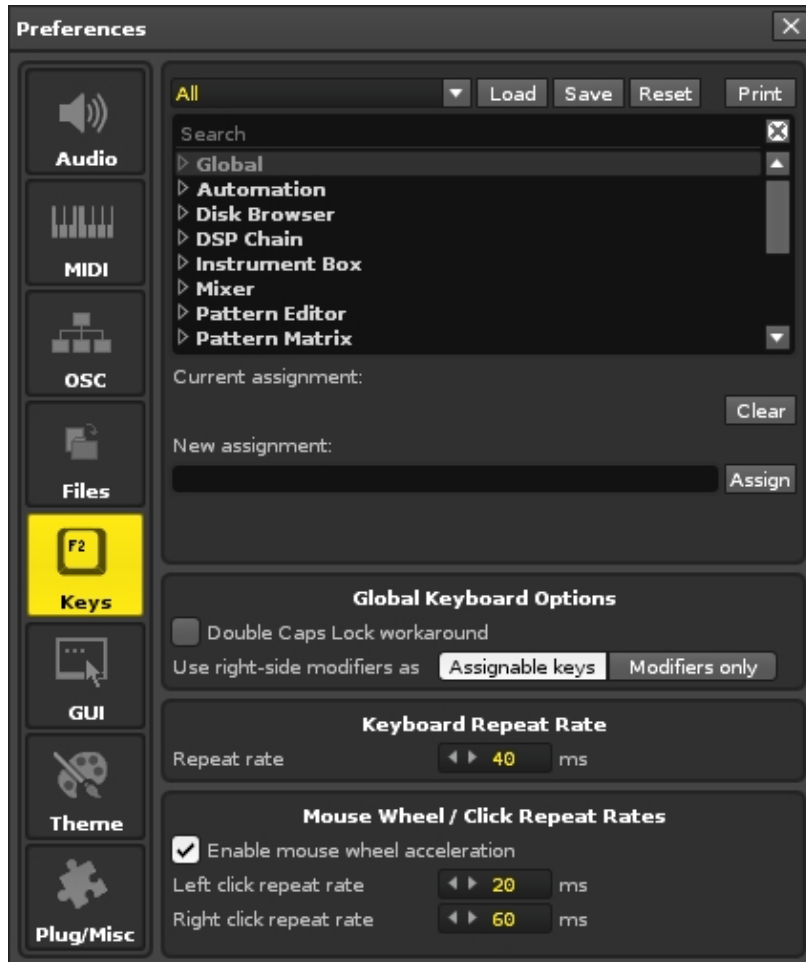 Preferences
Audio
MIDI
OSC
Files
F2
Keys
GUI
Theme
Plug/Misc
All Load Save Reset Print
Search
Global
Automation
Disk Browser
DSP Chain
Instrument Box
Mixer
Pattern Editor
Pattern Matrix
Current assignment:
Clear
New assignment:
Assign
Global Keyboard Options
Double Caps Lock workaround
Use right-side modifiers as Assignable keys Modifiers only
Keyboard Repeat Rate
Repeat rate 40 ms
Mouse Wheel / Click Repeat Rates
Enable mouse wheel acceleration
Left click repeat rate 20 ms
Right click repeat rate 60 ms